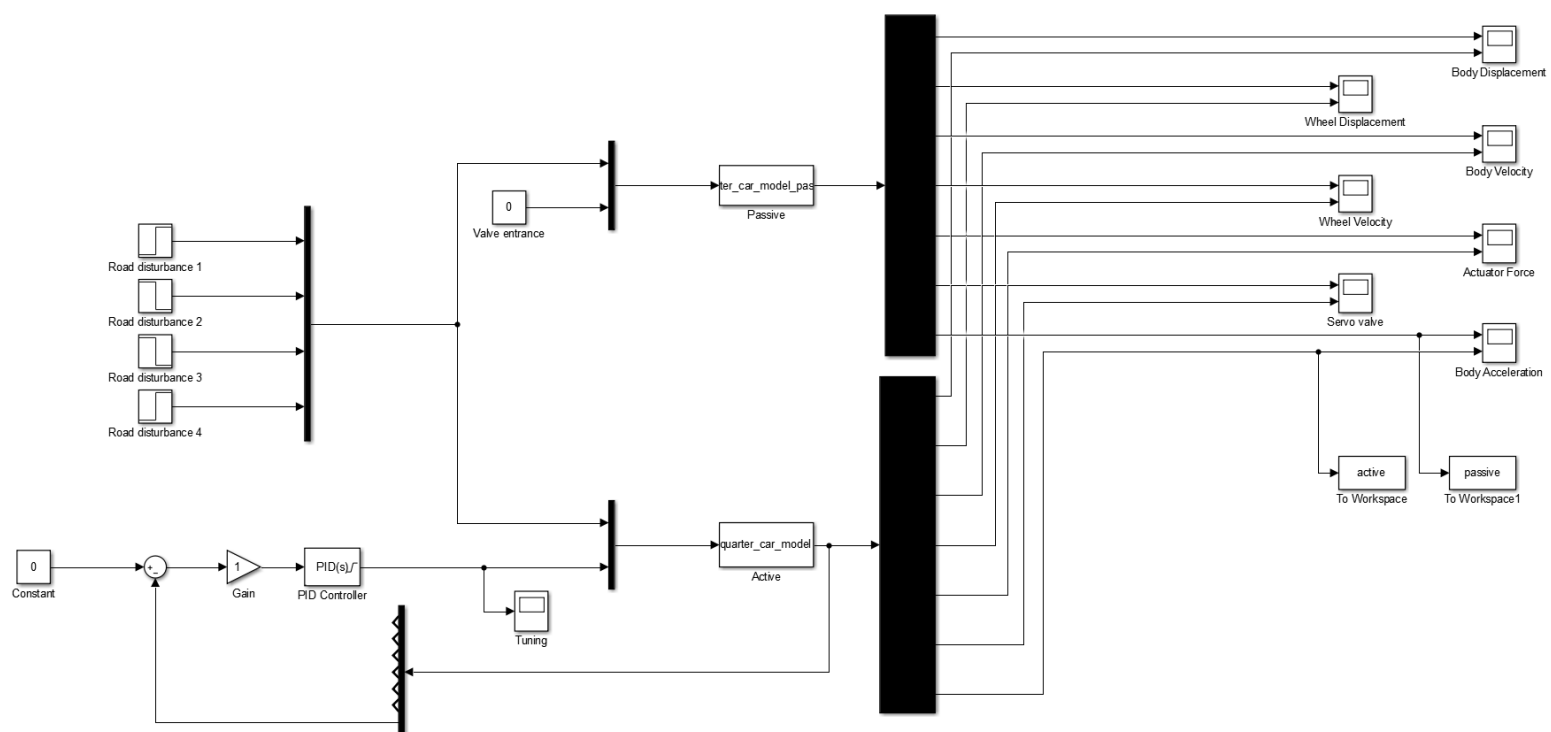 Body Displacement
Wheel Displacement
Body Velocity
0
Valve entrance
ter_car_model_pas
Passive
Wheel Velocity
Road disturbance 1
Actuator Force
Road disturbance 2
Servo valve
Road disturbance 3
Body Acceleration
Road disturbance 4
active
To Workspace
passive
To Workspace1
quarter_car_model
Active
0
Constant
+
_
1
Gain
PID(s)
PID Controller
Tuning